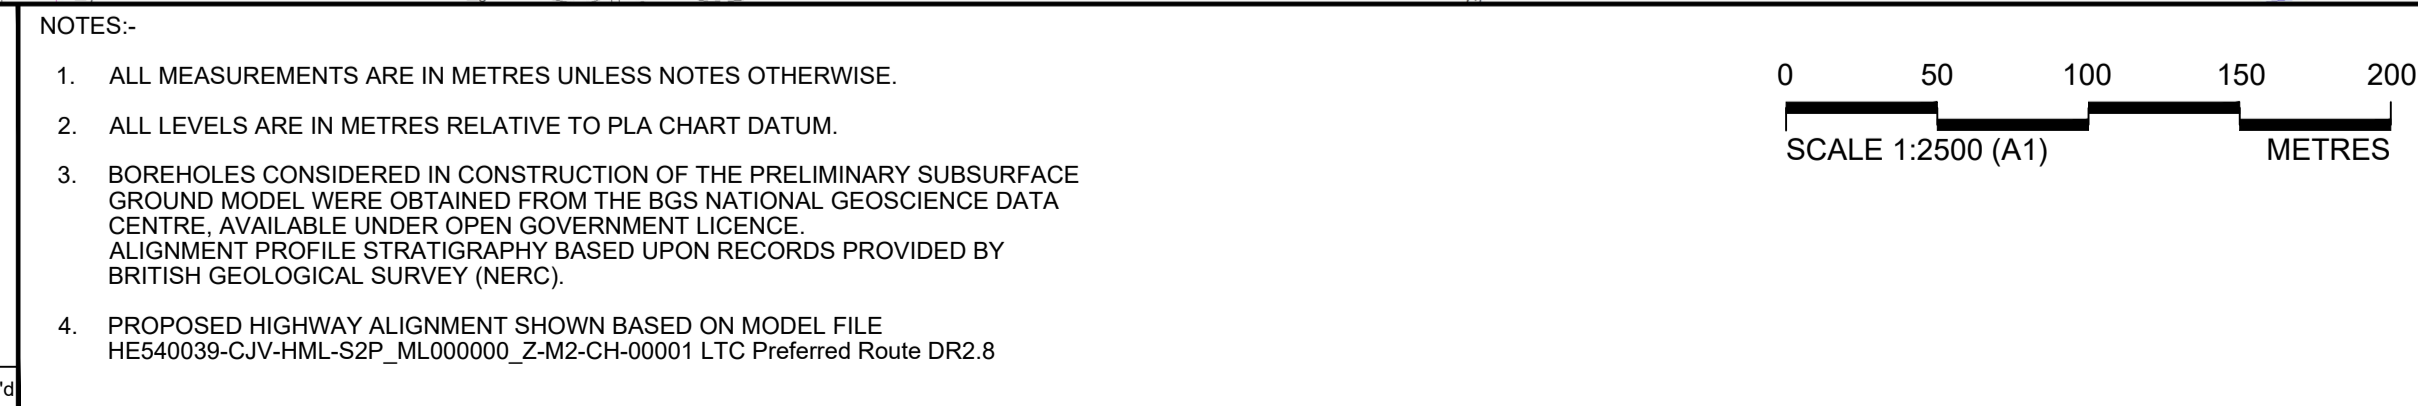 NOTES:-
1. ALL MEASUREMENTS ARE IN METRES UNLESS NOTES OTHERWISE.
2. ALL LEVELS ARE IN METRES RELATIVE TO PLA CHART DATUM.
3. BOREHOLES CONSIDERED IN CONSTRUCTION OF THE PRELIMINARY SUBSURFACE
GROUND MODEL WERE OBTAINED FROM THE BGS NATIONAL GEOSCIENCE DATA
CENTRE, AVAILABLE UNDER OPEN GOVERNMENT LICENCE.
ALIGNMENT PROFILE STRATIGRAPHY BASED UPON RECORDS PROVIDED BY
BRITISH GEOLOGICAL SURVEY (NERC).
4. PROPOSED HIGHWAY ALIGNMENT SHOWN BASED ON MODEL FILE
HE540039-CJV-HML-S2P_ML000000_Z-M2-CH-00001 LTC Preferred Route DR2.8
'd
0 50 100 150 200
SCALE 1:2500 (A1) METRES